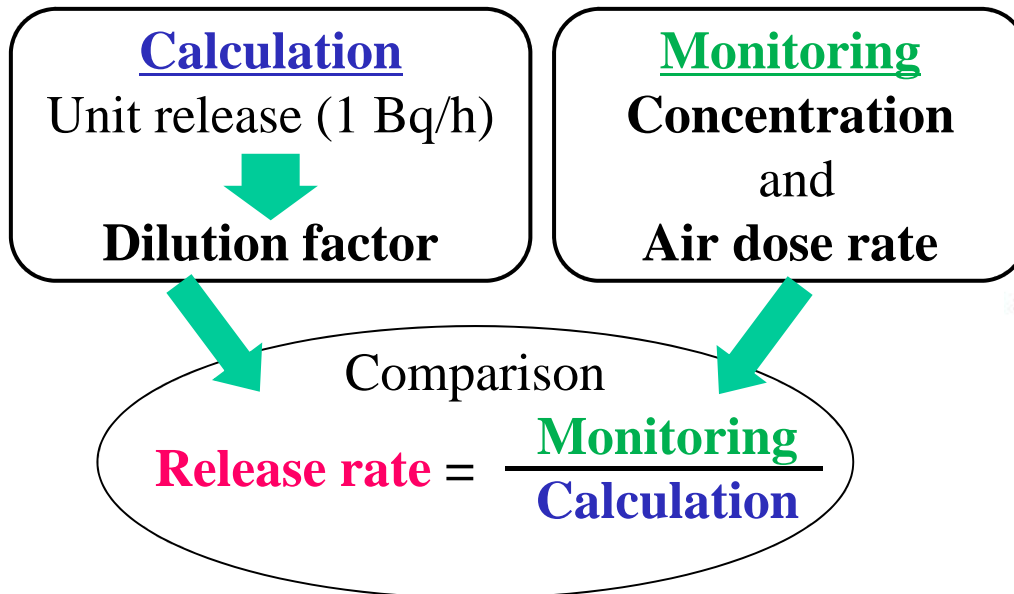 Calculation
Unit release (1 Bq/h)
Dilution factor
Monitoring
Concentration
and
Air dose rate
Comparison
Release rate = Monitoring
Calculation